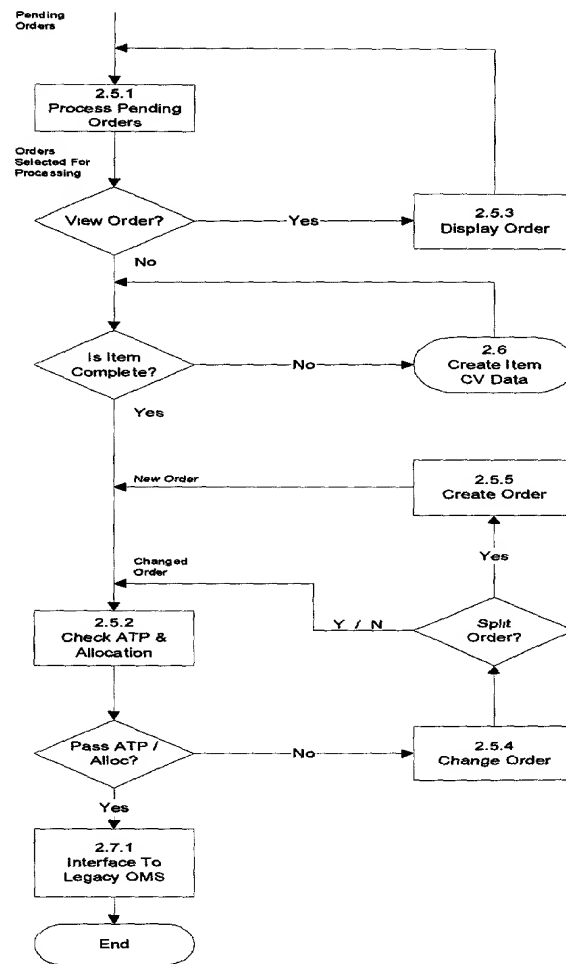 Pending
Orders
2.5.1
Process Pending
Orders
Orders
Selected For
Processing
View Order?
Yes
2.5.3
Display Order
No
Is Item
Complete?
No
2.6
Create Item
CV Data
Yes
New Order
2.5.5
Create Order
Yes
Changed
Order
Y / N
Split
Order?
2.5.2
Check ATP &
Allocation
Pass ATP /
Alloc?
No
2.5.4
Change Order
Yes
2.7.1
Interface To
Legacy OMS
End